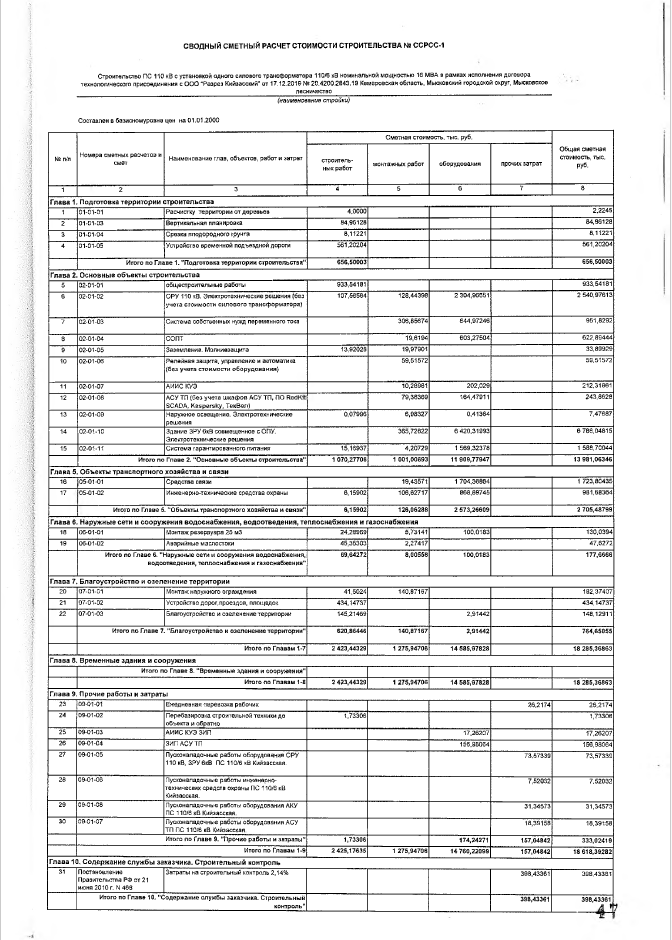 СВОДНЫЙ СМЕТНЫЙ РАСЧЕТ СТОИМОСТИ СТРОИТЕЛЬСТВА № ССРСС-1
Строительство ПС 110 кВ с установкой одного силового трансформатора 110/6 кВ номинальной мощностью 16 МВА в рамках исполнения договора
технологического присоединения с ООО "Разрез Кийзасский" от 17.12.2016 № 20.4200.2843.19 Кемеровская область, Мысковский городской округ, Мысковское
лесничество
(наименование стройки)
Составлен в базисном уровне цен на 01.01.2000
№ п/п Номера сметных расчетов и смет Наименование глав, объектов, работ и затрат Сметная стоимость, тыс. руб. Общая сметная стоимость, тыс. руб.
строительных работ монтажных работ оборудования прочих затрат
1 2 3 4 5 6 7 8
Глава 1. Подготовка территории строительства
1 01-01-01 Расчистку территории от деревьев 4,0000 2,2245
2 01-01-03 Вертикальная планировка 84,96128 84,96128
3 01-01-04 Срезка плодородного грунта 8,11221 8,11221
4 01-01-05 Устройство временной подъездной дороги 561,20204 561,20204
Итого по Главе 1. "Подготовка территории строительства" 656,50003 656,50003
Глава 2. Основные объекты строительства
5 02-01-01 общестроительные работы 933,54181 933,54181
6 02-01-02 ОРУ 110 кВ. Электротехнические решения (без учета стоимости силового трансформатора) 107,56584 128,44398 2 304,96651 2 540,97613
7 02-01-03 Система собственных нужд переменного тока 306,85674 644,97246 951,8292
8 02-01-04 СОПТ 19,6194 603,27504 622,89444
9 02-01-05 Заземление. Молниезащита 13,92028 19,97901 33,89929
10 02-01-06 Релейная защита, управление и автоматика (без учета стоимости оборудования) 59,51572 59,51572
11 02-01-07 АИИС КУЭ 10,28961 202,029 212,31861
12 02-01-08 АСУ ТП (без учета шкафов АСУ ТП, ПО RedKit SCADA, Kaspersky, ТекВел) 79,38369 164,47911 243,8628
13 02-01-09 Наружное освещение. Электротехнические решения 0,07996 6,98327 0,41364 7,47687
14 02-01-10 Здание ЗРУ 6кВ совмещенное с ОПУ. Электротехнические решения 365,72822 6 420,31993 6 786,04815
15 02-01-11 Система гарантированного питания 15,16937 4,20729 1 569,32378 1 588,70044
Итого по Главе 2. "Основные объекты строительства" 1 070,27706 1 001,00693 11 909,77947 13 981,06346
Глава 5. Объекты транспортного хозяйства и связи
16 05-01-01 Средства связи 19,43571 1 704,36864 1 723,80435
17 05-01-02 Инженерно-технические средства охраны 6,15902 106,62717 868,89745 981,68364
Итого по Главе 5. "Объекты транспортного хозяйства и связи" 6,15902 126,06288 2 573,26609 2 705,48799
Глава 6. Наружные сети и сооружения водоснабжения, водоотведения, теплоснабжения и газоснабжения
18 06-01-01 Монтаж резервуара 25 м3 24,28969 5,73141 100,0183 130,0394
19 06-01-02 Аварийные маслостоки 45,35303 2,27417 47,6272
Итого по Главе 6. "Наружные сети и сооружения водоснабжения, водоотведения, теплоснабжения и газоснабжения" 69,64272 8,00558 100,0183 177,6666
Глава 7. Благоустройство и озеленение территории
20 07-01-01 Монтаж наружного ограждения 41,5024 140,87167 182,37407
21 07-01-02 Устройство дорог, проездов, площадок 434,14737 434,14737
22 07-01-03 Благоустройство и озеленение территории 145,21469 2,91442 148,12911
Итого по Главе 7. "Благоустройство и озеленение территории" 620,86446 140,87167 2,91442 764,65055
Итого по Главам 1-7 2 423,44329 1 275,94706 14 585,97828 18 285,36863
Глава 8. Временные здания и сооружения
Итого по Главе 8. "Временные здания и сооружения"
Итого по Главам 1-8 2 423,44329 1 275,94706 14 585,97828 18 285,36863
Глава 9. Прочие работы и затраты
23 09-01-01 Ежедневная перевозка рабочих 26,2174 26,2174
24 09-01-02 Перебазировка строительной техники до объекта и обратно 1,73306 1,73306
25 09-01-03 АИИС КУЭ ЗИП 17,26207 17,26207
26 09-01-04 ЗИП АСУ ТП 156,98064 156,98064
27 09-01-05 Пусконаладочные работы оборудования ОРУ 110 кВ, ЗРУ 6кВ ПС 110/6 кВ Кийзасская. 73,57339 73,57339
28 09-01-06 Пусконаладочные работы инженерно-технических средств охраны ПС 110/6 кВ Кийзасская. 7,52032 7,52032
29 09-01-08 Пусконаладочные работы оборудования АКУ ПС 110/6 кВ Кийзасская. 31,34573 31,34573
30 09-01-07 Пусконаладочные работы оборудования АСУ ТП ПС 110/6 кВ Кийзасская. 18,39158 18,39158
Итого по Главе 9. "Прочие работы и затраты" 1,73306 174,24271 157,04842 333,02419
Итого по Главам 1-9 2 425,17635 1 275,94706 14 760,22099 157,04842 18 618,39282
Глава 10. Содержание службы заказчика. Строительный контроль
31 Постановление Правительства РФ от 21 июня 2010 г. N 468 Затраты на строительный контроль 2,14% 398,43361 398,43361
Итого по Главе 10. "Содержание службы заказчика. Строительный контроль" 398,43361 398,43361
47